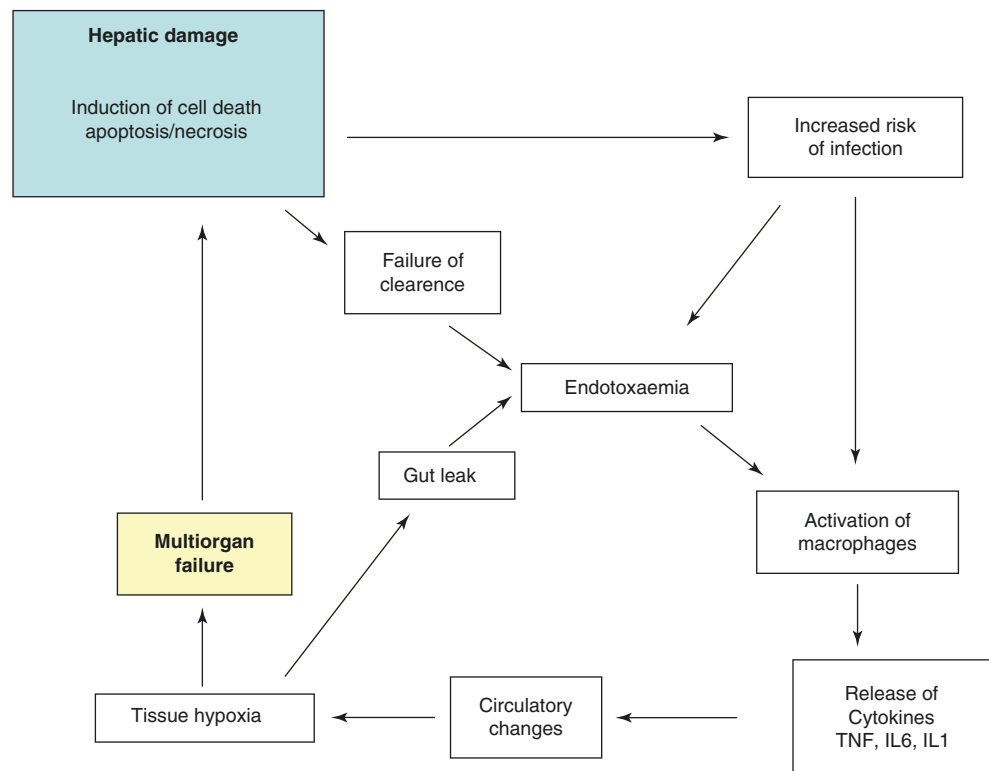 Hepatic damage
Induction of cell death
apoptosis/necrosis
Increased risk
of infection
Failure of
clearence
Endotoxaemia
Gut leak
Activation of
macrophages
Multiorgan
failure
Tissue hypoxia
Circulatory
changes
Release of
Cytokines
TNF, IL6, IL1